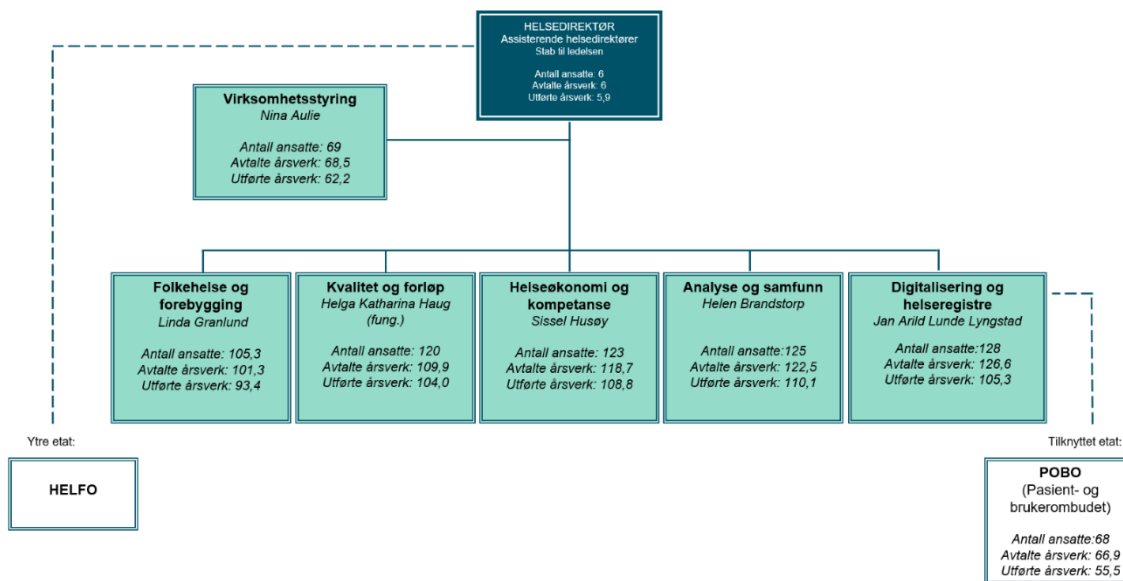 HELSEDIREKTØR
Assisterende helsedirektører
Stab til ledelsen
Antall ansatte: 6
Avtalte årsverk: 6
Utførte årsverk: 5,9
Virksomhetsstyring
Nina Aulie
Antall ansatte: 69
Avtalte årsverk: 68,5
Utførte årsverk: 62,2
Folkehelse og
forebygging
Linda Granlund
Antall ansatte: 105,3
Avtalte årsverk: 101,3
Utførte årsverk: 93,4
Kvalitet og forløp
Helga Katharina Haug
(fung.)
Antall ansatte: 120
Avtalte årsverk: 109,9
Utførte årsverk: 104,0
Helseøkonomi og
kompetanse
Sissel Husøy
Antall ansatte: 123
Avtalte årsverk: 118,7
Utførte årsverk: 108,8
Analyse og samfunn
Helen Brandstorp
Antall ansatte:125
Avtalte årsverk: 122,5
Utførte årsverk: 110,1
Digitalisering og
helseregistre
Jan Arild Lunde Lyngstad
Antall ansatte:128
Avtalte årsverk: 126,6
Utførte årsverk: 105,3
Ytre etat:
HELFO
Tilknyttet etat:
POBO
(Pasient- og
brukerombudet)
Antall ansatte:68
Avtalte årsverk: 66,9
Utførte årsverk: 55,5